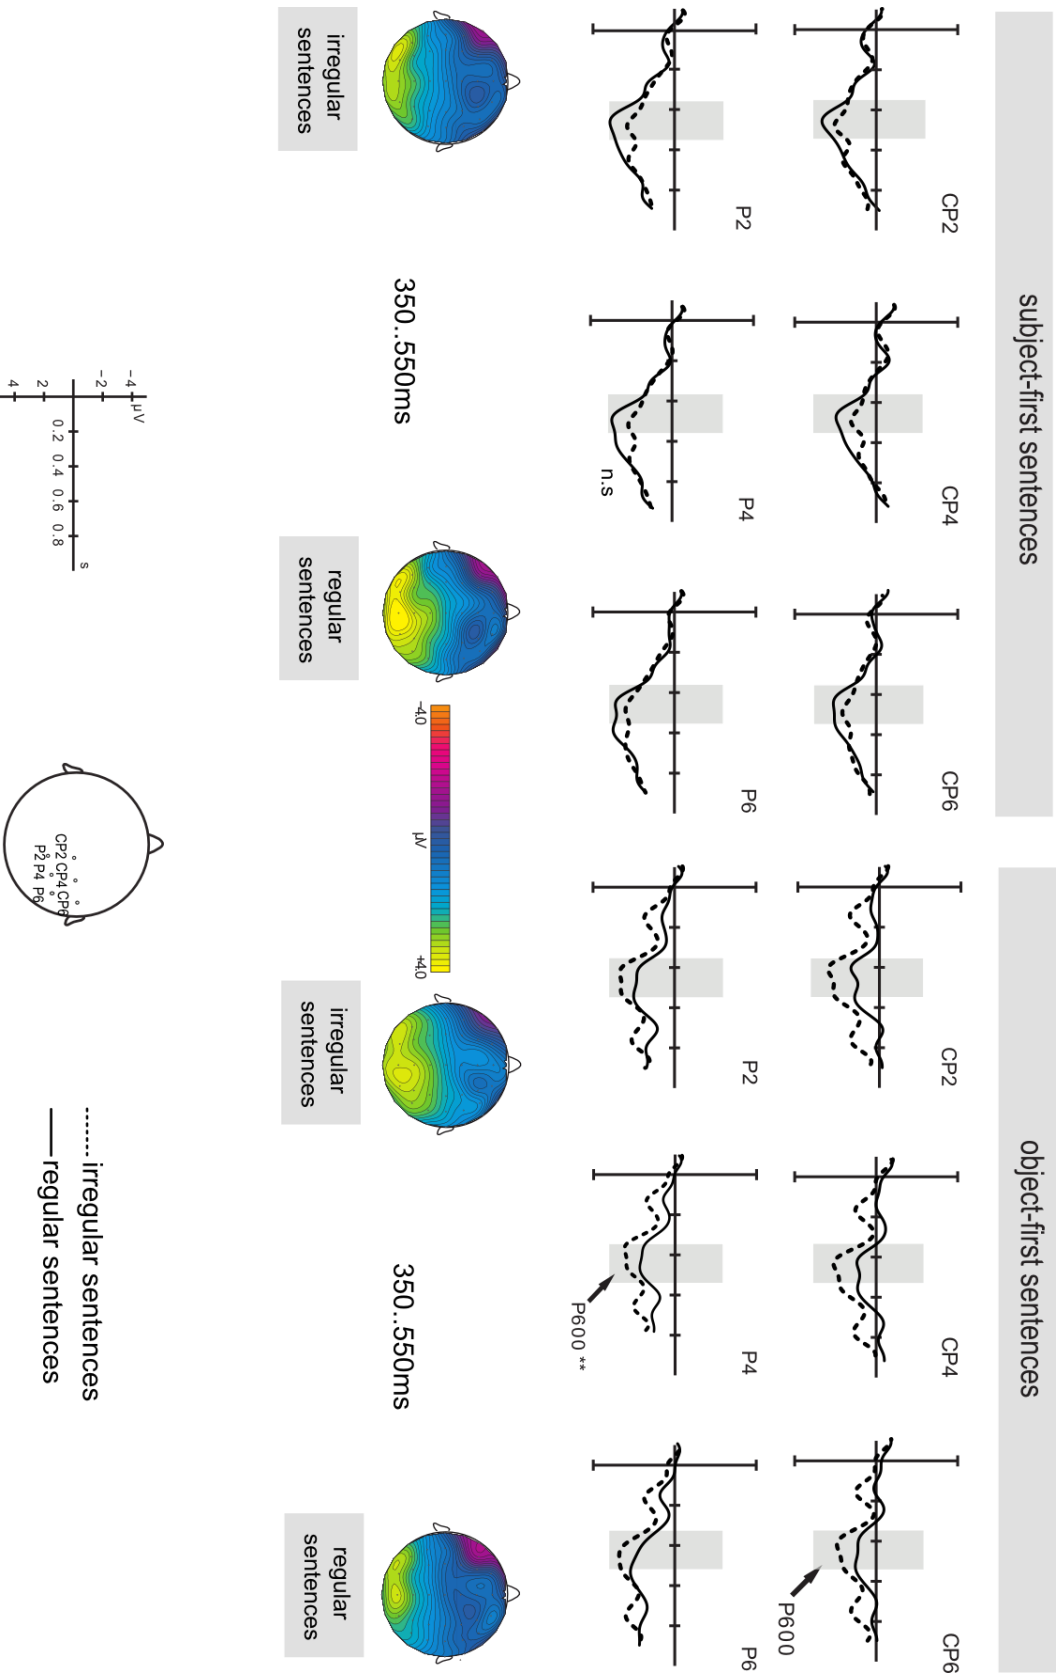 subject-first sentences
object-first sentences
CP2
CP4
CP6
CP2
CP4
CP6
P600
P2
P4
P6
P2
P4
P6
n.s
P600 **
350..550ms
350..550ms
-4.0
µV
+4.0
irregular
sentences
regular
sentences
irregular
sentences
regular
sentences
-4
µV
-2
2
4
0.2 0.4 0.6 0.8
s
CP2 CP4 CP6
P2 P4 P6
irregular sentences
regular sentences